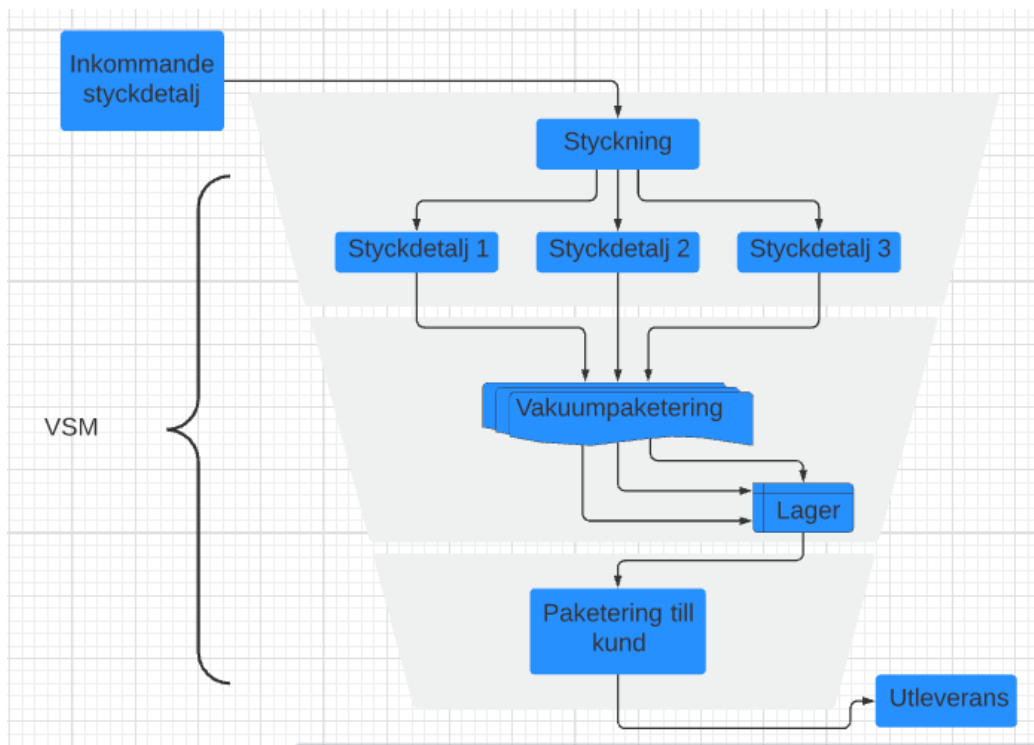 Inkommande
styckdetalj
Styckning
Styckdetalj 1
Styckdetalj 2
Styckdetalj 3
Vakuumpaketering
VSM
Lager
Paketering till
kund
Utleverans